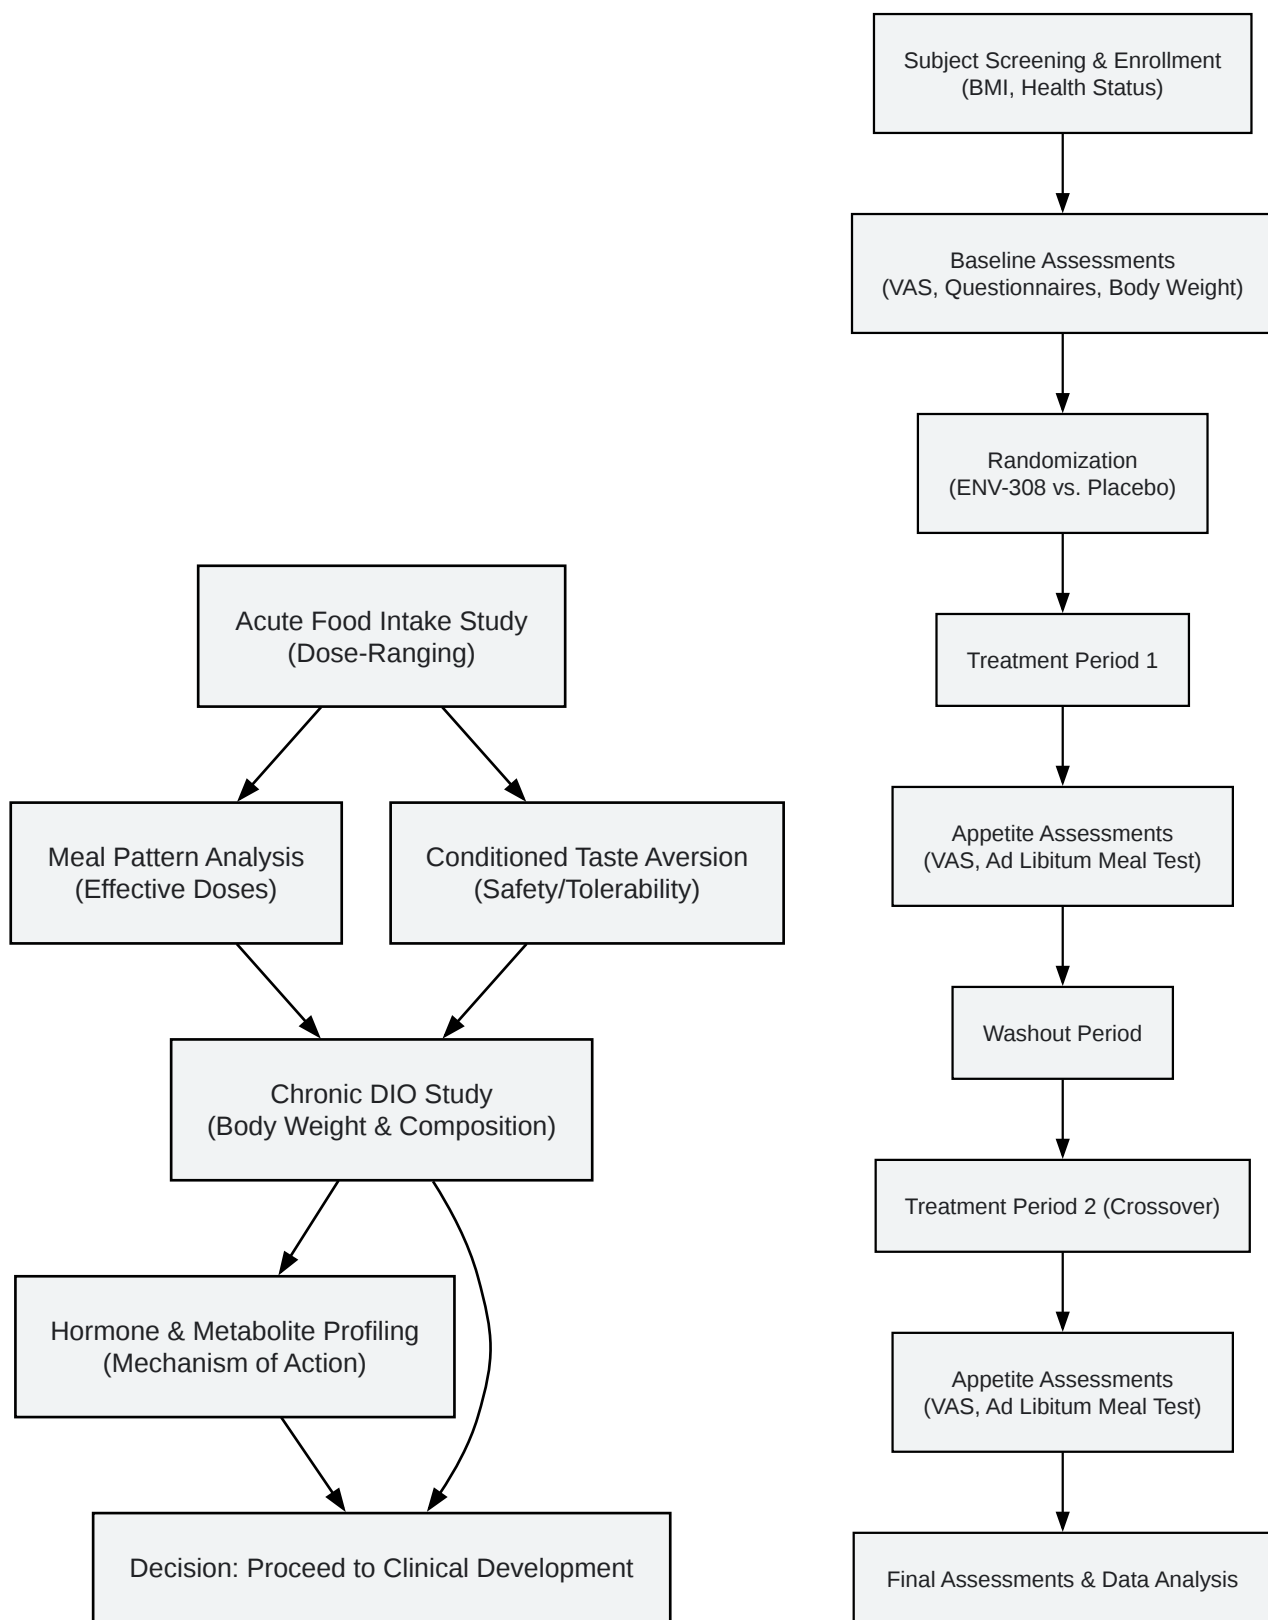 Acute Food Intake Study
(Dose-Ranging)
Meal Pattern Analysis
(Effective Doses)
Conditioned Taste Aversion
(Safety/Tolerability)
Chronic DIO Study
(Body Weight & Composition)
Hormone & Metabolite Profiling
(Mechanism of Action)
Decision: Proceed to Clinical Development
Subject Screening & Enrollment
(BMI, Health Status)
Baseline Assessments
(VAS, Questionnaires, Body Weight)
Randomization
(ENV-308 vs. Placebo)
Treatment Period 1
Appetite Assessments
(VAS, Ad Libitum Meal Test)
Washout Period
Treatment Period 2 (Crossover)
Appetite Assessments
(VAS, Ad Libitum Meal Test)
Final Assessments & Data Analysis